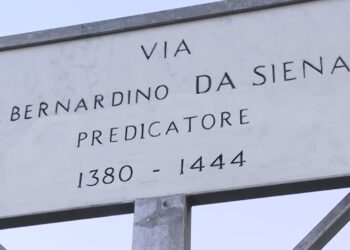 VIA
BERNARDINO DA SIENA
PREDICATORE
1380 - 1444